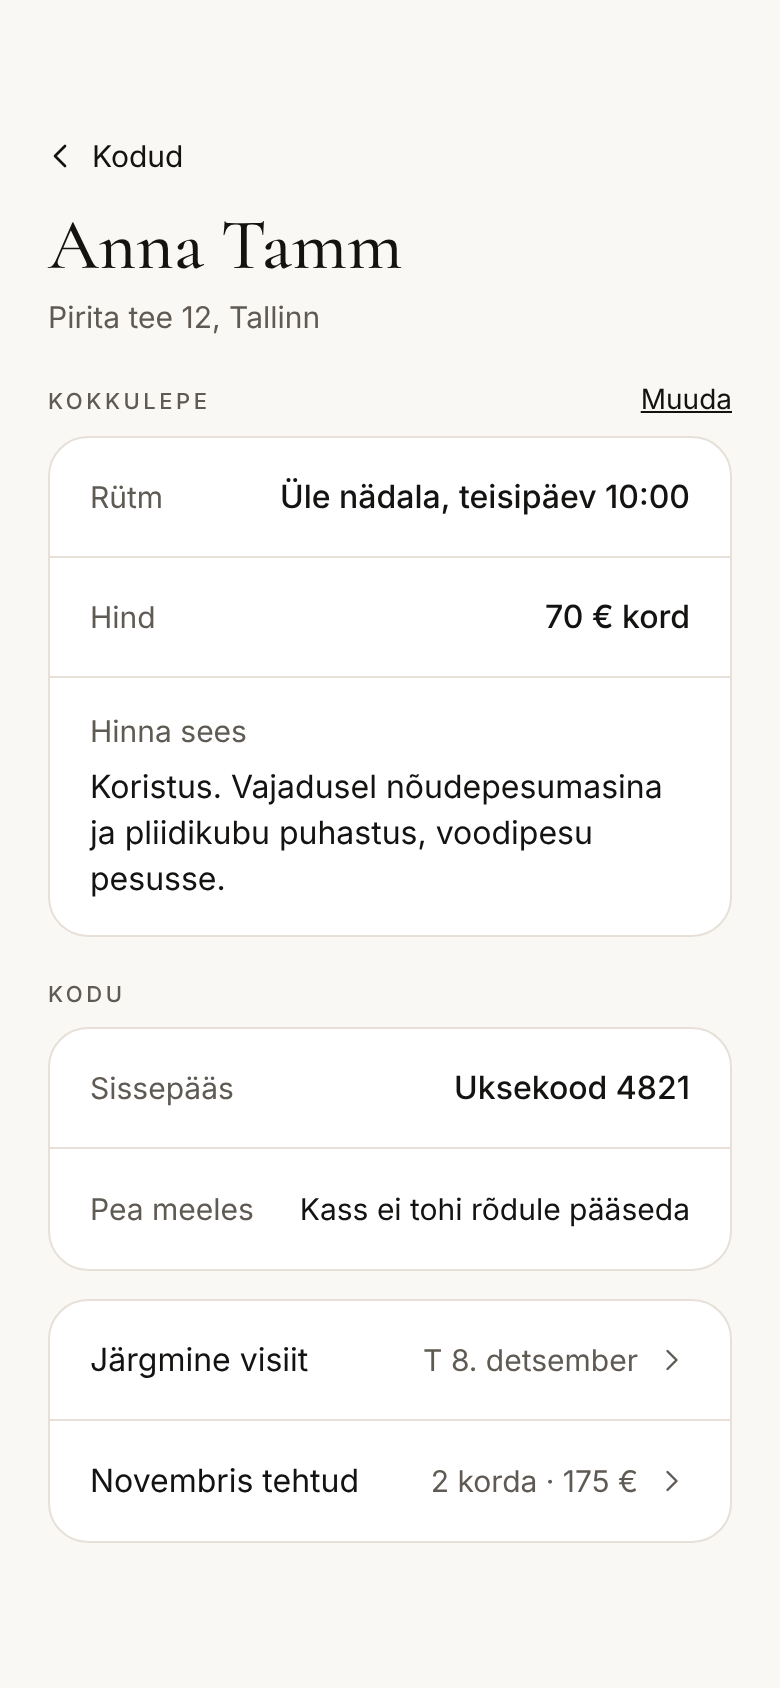 Kodud
Anna Tamm
Pirita tee 12, Tallinn
KOKKULEPE Muuda
Rütm Üle nädala, teisipäev 10:00
Hind 70 € kord
Hinna sees
Koristus. Vajadusel nõudepesumasina
ja pliidikubu puhastus, voodipesu
pesusse.
KODU
Sissepääs Uksekood 4821
Pea meeles Kass ei tohi rõdule pääseda
Järgmine visiit T 8. detsember
Novembris tehtud 2 korda · 175 €